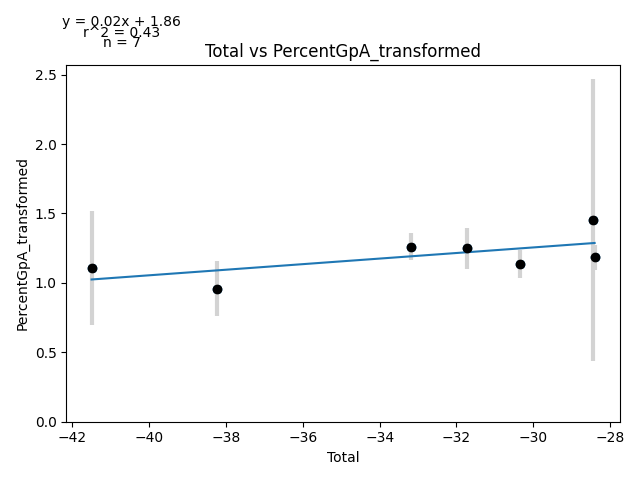 y = 0.02x + 1.86
r^2 = 0.43
n = 7
Total vs PercentGpA_transformed
2.5
2.0
1.5
1.0
0.5
0.0
PercentGpA_transformed
−42 −40 −38 −36 −34 −32 −30 −28
Total